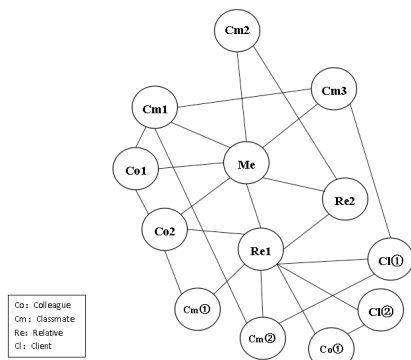 Cm2
Cm3
Cm1
Co1
Me
Re2
Co2
Re1
Cl①
Cm①
Cl②
Cm②
Co①
Co: Colleague
Cm: Classmate
Re: Relative
Cl: Client